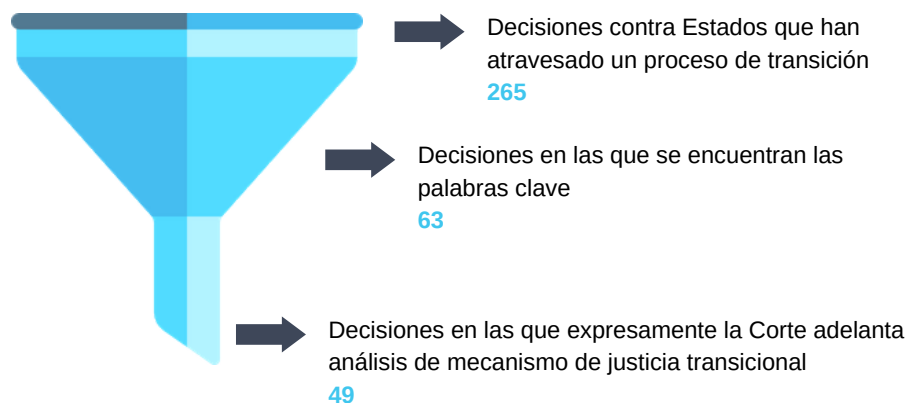 Decisiones contra Estados que han
atravesado un proceso de transición
265
Decisiones en las que se encuentran las
palabras clave
63
Decisiones en las que expresamente la Corte adelanta
análisis de mecanismo de justicia transicional
49